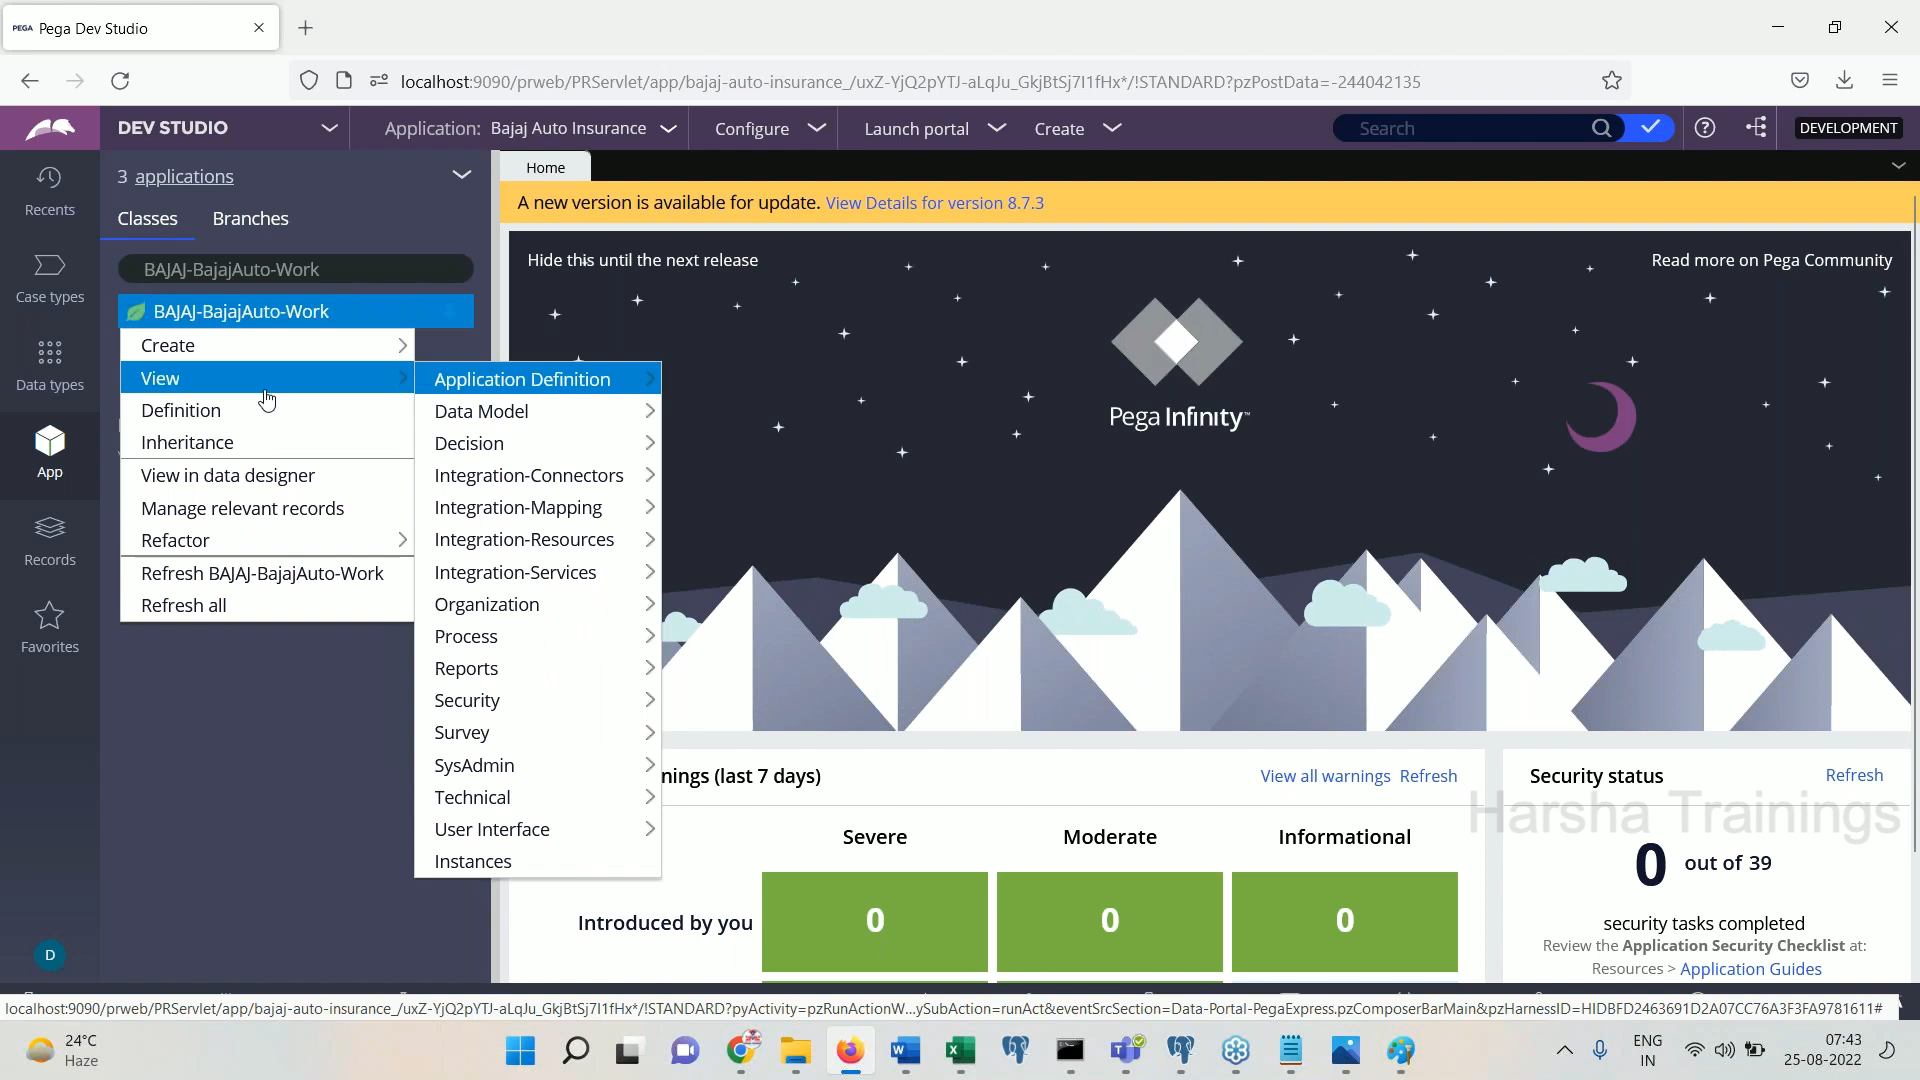 PEGA Pega Dev Studio
localhost:9090/prweb/PRServlet/app/bajaj-auto-insurance_/uxZ-YjQ2pYTJ-aLqJu_GkjBtSj7I1fHx*/!STANDARD?pzPostData=-244042135
DEV STUDIO
Application: Bajaj Auto Insurance
Configure
Launch portal
Create
Search
DEVELOPMENT
Recents
Case types
Data types
App
Records
Favorites
D
3 applications
Classes
Branches
BAJAJ-BajajAuto-Work
BAJAJ-BajajAuto-Work
Create
View
Definition
Inheritance
View in data designer
Manage relevant records
Refactor
Refresh BAJAJ-BajajAuto-Work
Refresh all
Application Definition
Data Model
Decision
Integration-Connectors
Integration-Mapping
Integration-Resources
Integration-Services
Organization
Process
Reports
Security
Survey
SysAdmin
Technical
User Interface
Instances
Home
A new version is available for update. View Details for version 8.7.3
Hide this until the next release
Read more on Pega Community
Pega Infinity™
nings (last 7 days)
View all warnings Refresh
Severe
Moderate
Informational
Introduced by you
0
0
0
Security status
Refresh
Harsha Trainings
0 out of 39
security tasks completed
Review the Application Security Checklist at:
Resources > Application Guides
localhost:9090/prweb/PRServlet/app/bajaj-auto-insurance_/uxZ-YjQ2pYTJ-aLqJu_GkjBtSj7I1fHx*/!STANDARD?pyActivity=pzRunActionW...ySubAction=runAct&eventSrcSection=Data-Portal-PegaExpress.pzComposerBarMain&pzHarnessID=HIDBFD2463691D2A07CC76A3F3FA9781611#
24°C
Haze
ENG
IN
07:43
25-08-2022